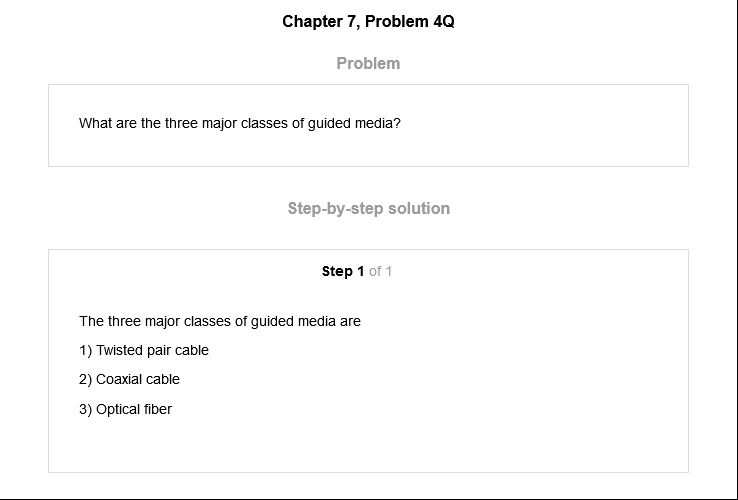 Chapter 7, Problem 4Q
Problem
What are the three major classes of guided media?
Step-by-step solution
Step 1 of 1
The three major classes of guided media are
1) Twisted pair cable
2) Coaxial cable
3) Optical fiber